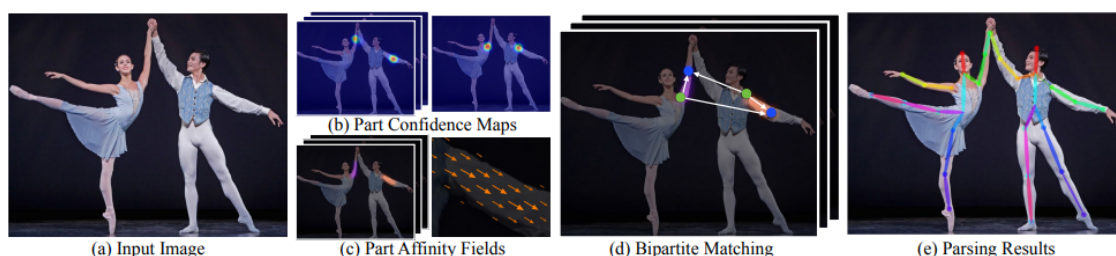 (a) Input Image
(b) Part Confidence Maps
(c) Part Affinity Fields
(d) Bipartite Matching
(e) Parsing Results